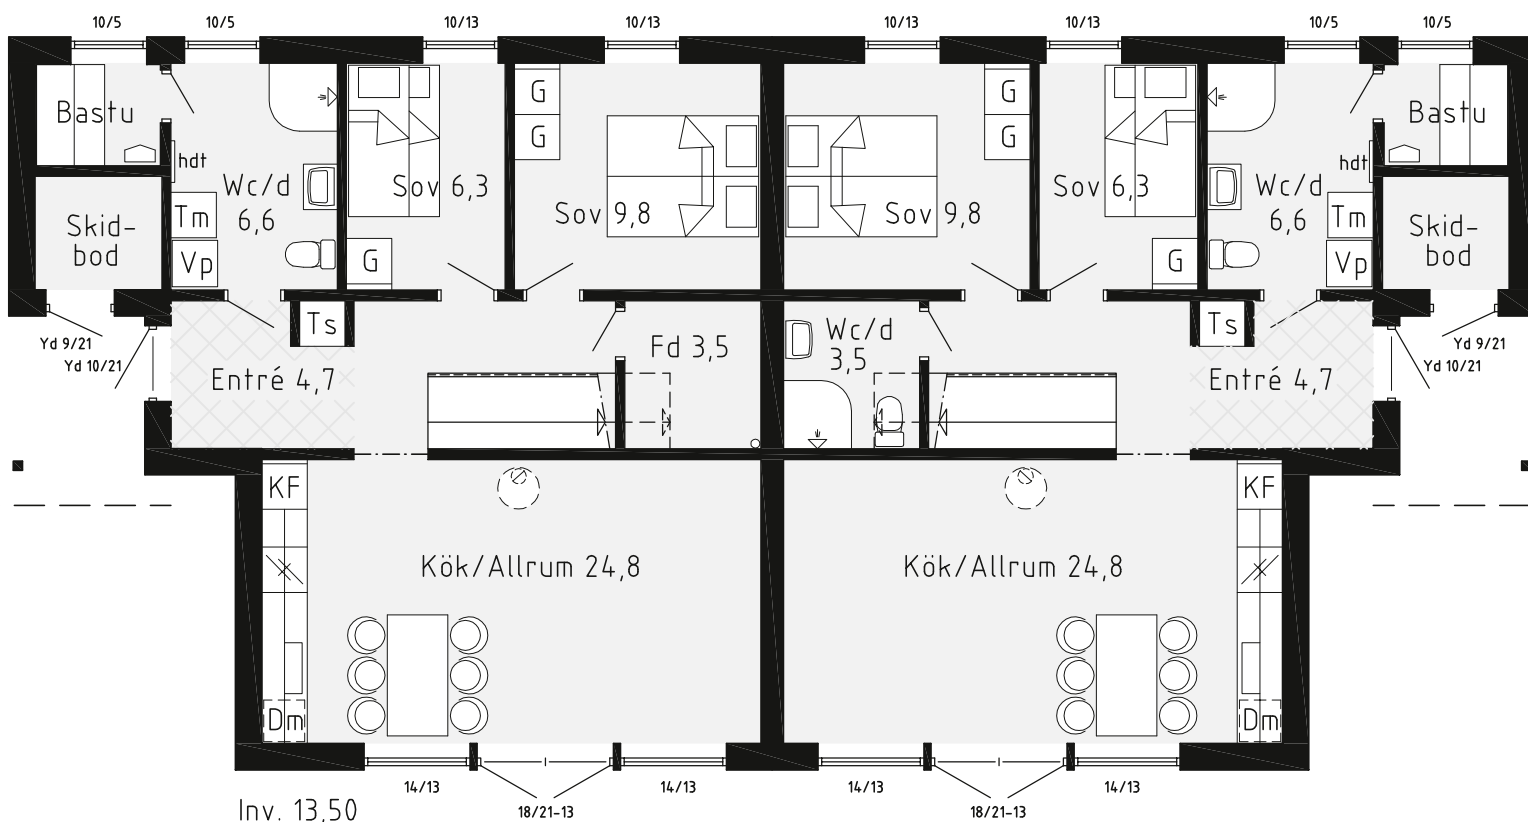 10/5
10/5
10/13
10/13
10/13
10/13
10/5
10/5
Bastu
hdt
Skid-
bod
Wc/d
6,6
Tm
Vp
Sov 6,3
G
G
G
Sov 9,8
Sov 9,8
G
G
Sov 6,3
G
Wc/d
6,6
hdt
Tm
Vp
Bastu
Skid-
bod
Yd 9/21
Yd 10/21
Entré 4,7
Ts
Fd 3,5
Wc/d
3,5
Ts
Entré 4,7
Yd 9/21
Yd 10/21
KF
Kök/Allrum 24,8
Dm
Kök/Allrum 24,8
KF
Dm
14/13
18/21-13
14/13
14/13
18/21-13
14/13
Inv. 13,50